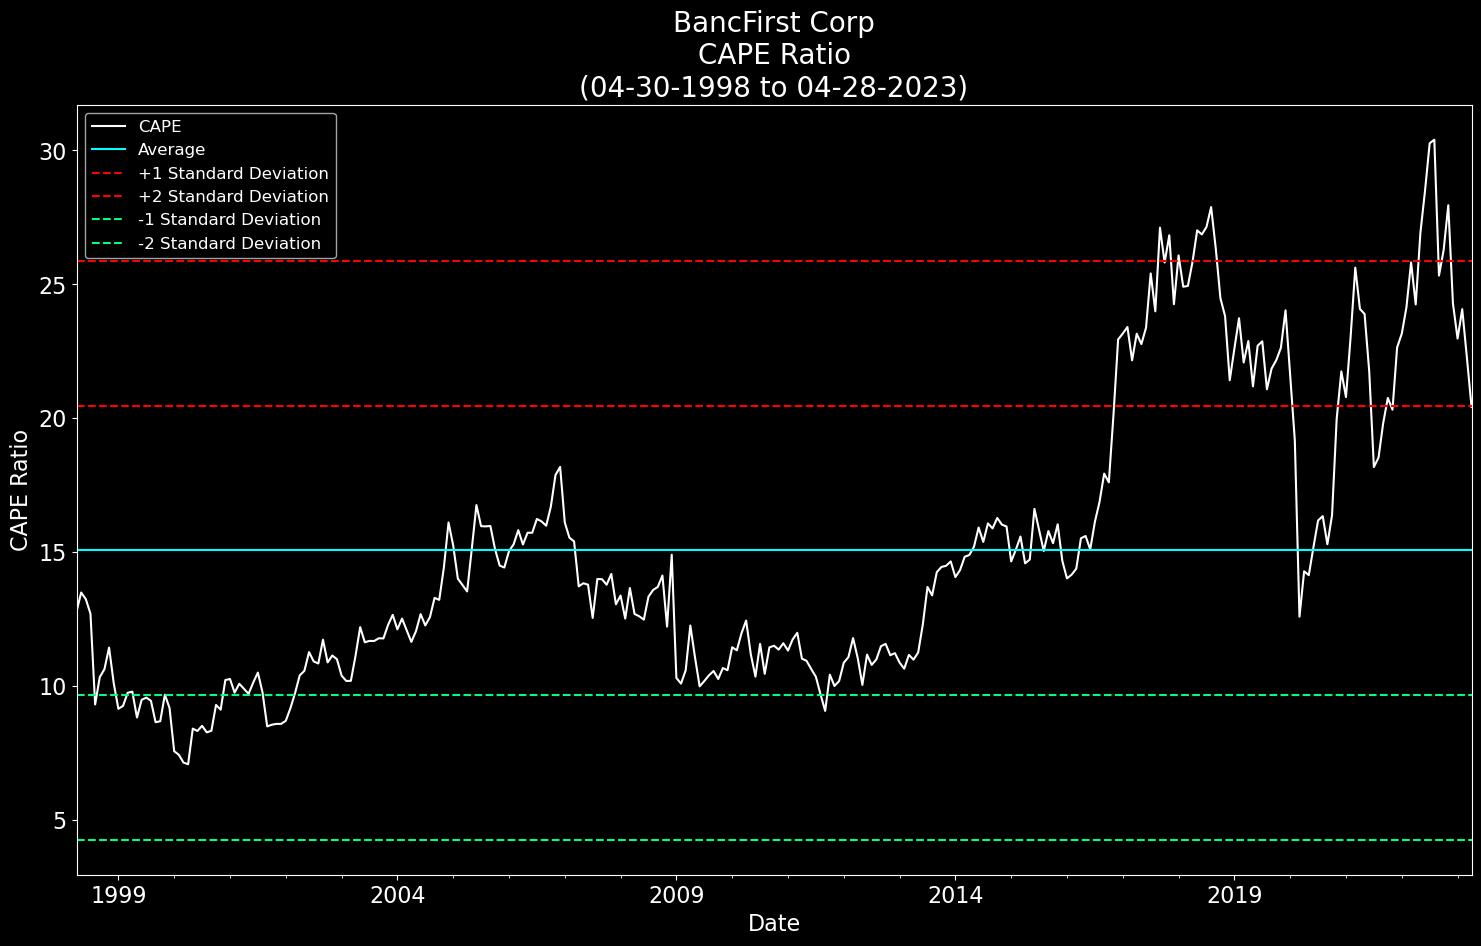 BancFirst Corp
CAPE Ratio
(04-30-1998 to 04-28-2023)
CAPE
Average
+1 Standard Deviation
+2 Standard Deviation
-1 Standard Deviation
-2 Standard Deviation
30
25
20
15
10
5
CAPE Ratio
1999 2004 2009 2014 2019
Date